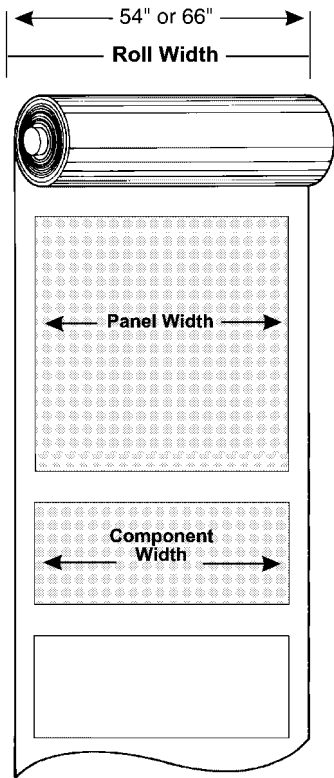 54" or 66"
Roll Width
Panel Width
Component
Width